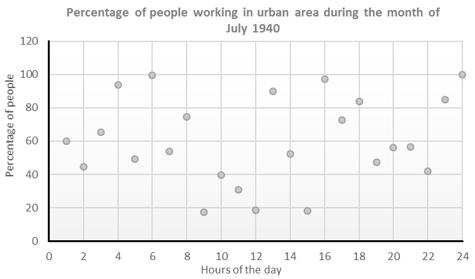 Percentage of people working in urban area during the month of
July 1940
120
100
80
60
40
20
0
Percentage of people
0 2 4 6 8 10 12 14 16 18 20 22 24
Hours of the day